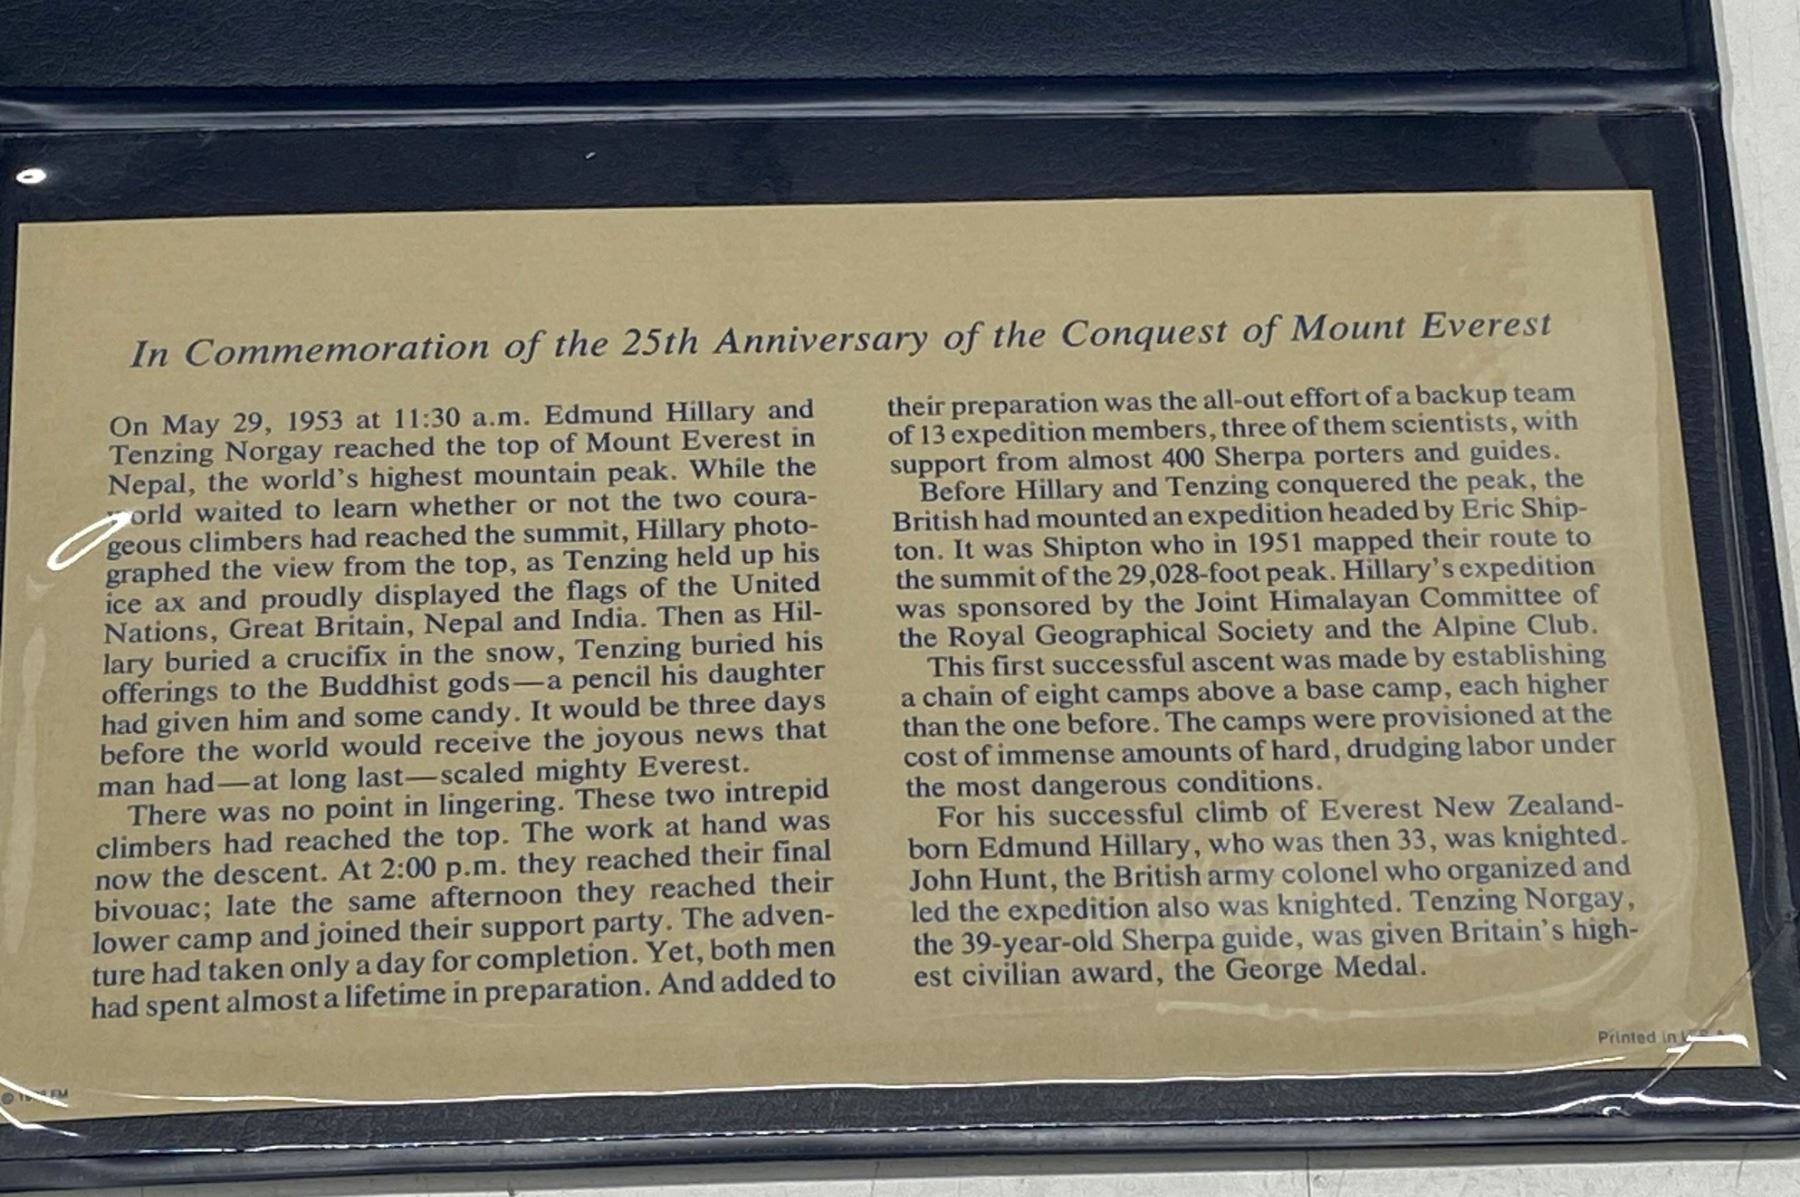 In Commemoration of the 25th Anniversary of the Conquest of Mount Everest
On May 29, 1953 at 11:30 a.m. Edmund Hillary and
Tenzing Norgay reached the top of Mount Everest in
Nepal, the world's highest mountain peak. While the
world waited to learn whether or not the two coura-
geous climbers had reached the summit, Hillary photo-
graphed the view from the top, as Tenzing held up his
ice ax and proudly displayed the flags of the United
Nations, Great Britain, Nepal and India. Then as Hil-
lary buried a crucifix in the snow, Tenzing buried his
offerings to the Buddhist gods—a pencil his daughter
had given him and some candy. It would be three days
before the world would receive the joyous news that
man had—at long last—scaled mighty Everest.
There was no point in lingering. These two intrepid
climbers had reached the top. The work at hand was
now the descent. At 2:00 p.m. they reached their final
bivouac; late the same afternoon they reached their
lower camp and joined their support party. The adven-
ture had taken only a day for completion. Yet, both men
had spent almost a lifetime in preparation. And added to
their preparation was the all-out effort of a backup team
of 13 expedition members, three of them scientists, with
support from almost 400 Sherpa porters and guides.
Before Hillary and Tenzing conquered the peak, the
British had mounted an expedition headed by Eric Ship-
ton. It was Shipton who in 1951 mapped their route to
the summit of the 29,028-foot peak. Hillary's expedition
was sponsored by the Joint Himalayan Committee of
the Royal Geographical Society and the Alpine Club.
This first successful ascent was made by establishing
a chain of eight camps above a base camp, each higher
than the one before. The camps were provisioned at the
cost of immense amounts of hard, drudging labor under
the most dangerous conditions.
For his successful climb of Everest New Zealand-
born Edmund Hillary, who was then 33, was knighted.
John Hunt, the British army colonel who organized and
led the expedition also was knighted. Tenzing Norgay,
the 39-year-old Sherpa guide, was given Britain's high-
est civilian award, the George Medal.
Printed in
© FM